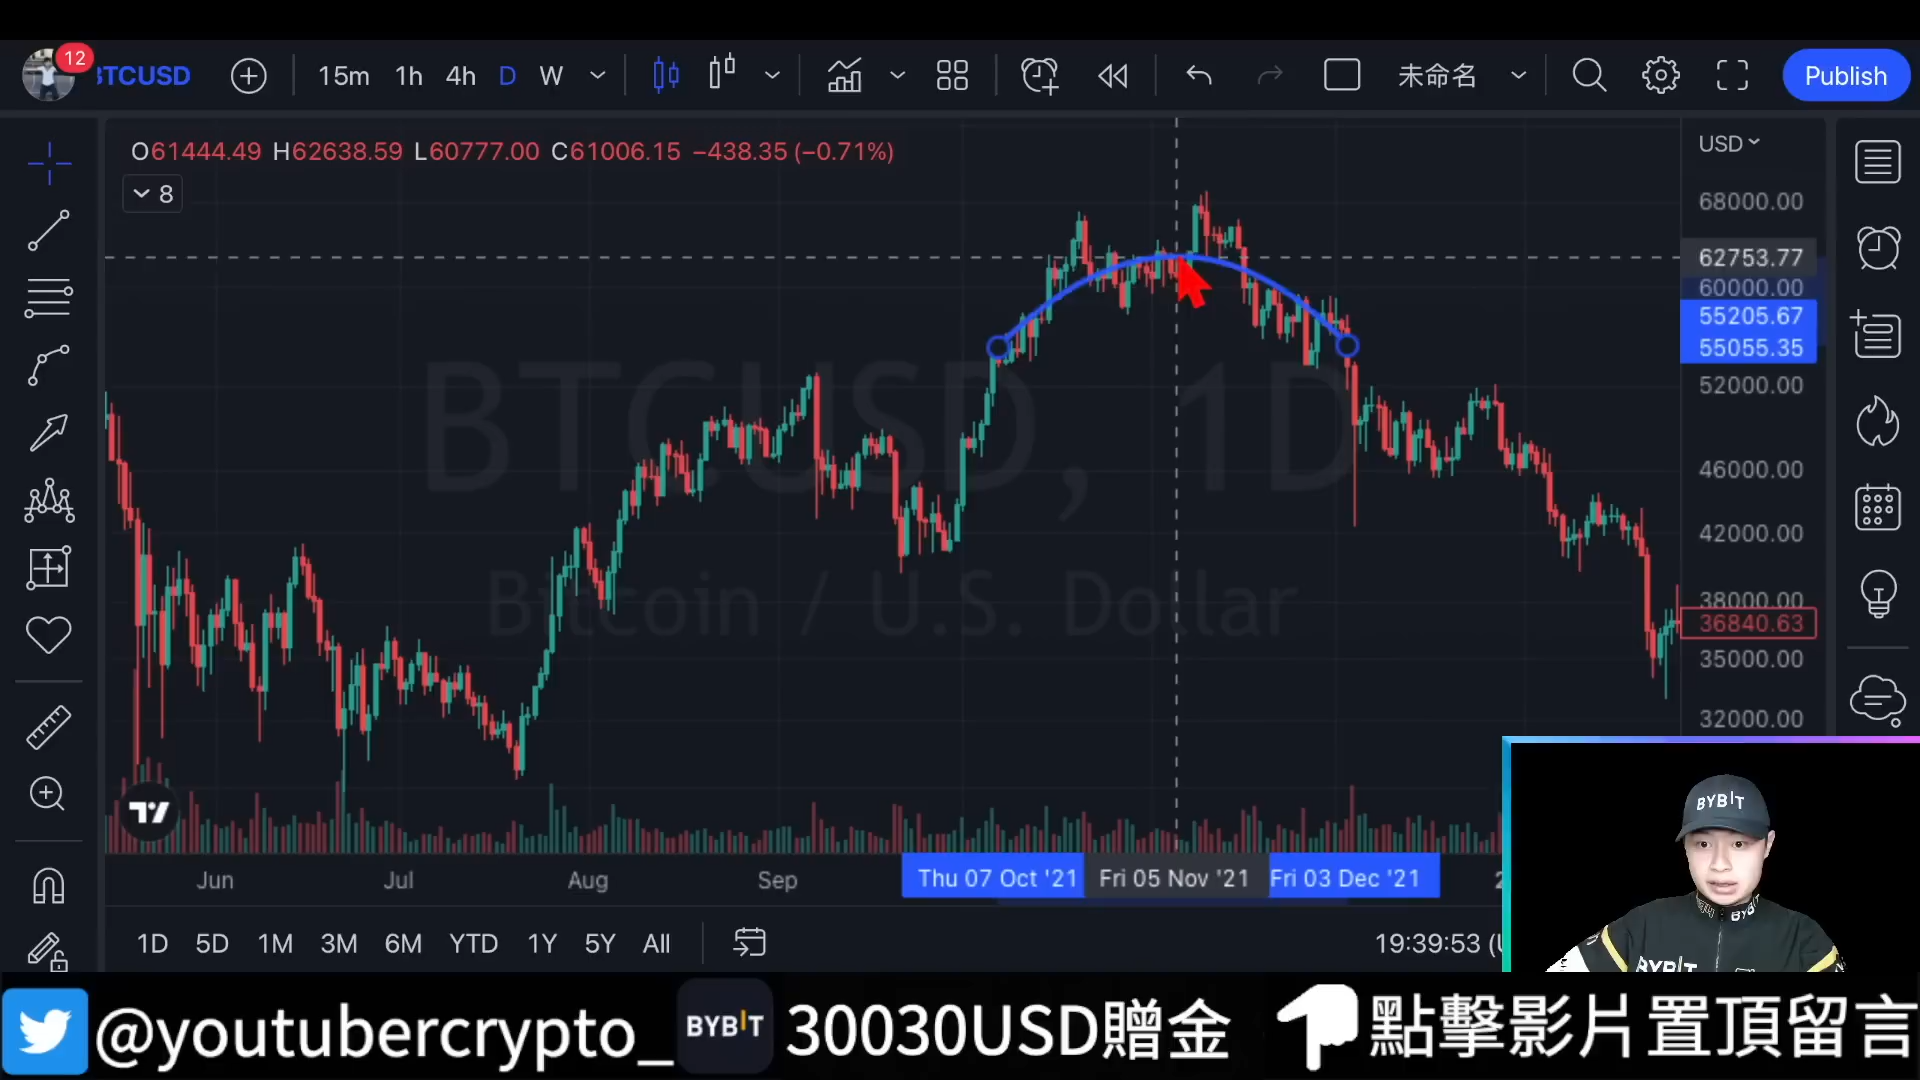 12
BTCUSD 15m 1h 4h D W 未命名 Publish
O61444.49 H62638.59 L60777.00 C61006.15 −438.35 (−0.71%)
8
USD
68000.00
62753.77
60000.00
55205.67
55055.35
52000.00
46000.00
42000.00
38000.00
36840.63
35000.00
32000.00
BTCUSD, 1D
Bitcoin / U.S. Dollar
Jun Jul Aug Sep Thu 07 Oct '21 Fri 05 Nov '21 Fri 03 Dec '21
1D 5D 1M 3M 6M YTD 1Y 5Y All 19:39:53
BYBIT
BYBIT
BYBIT
@youtubercrypto_ BYBIT 30030USD贈金 點擊影片置頂留言